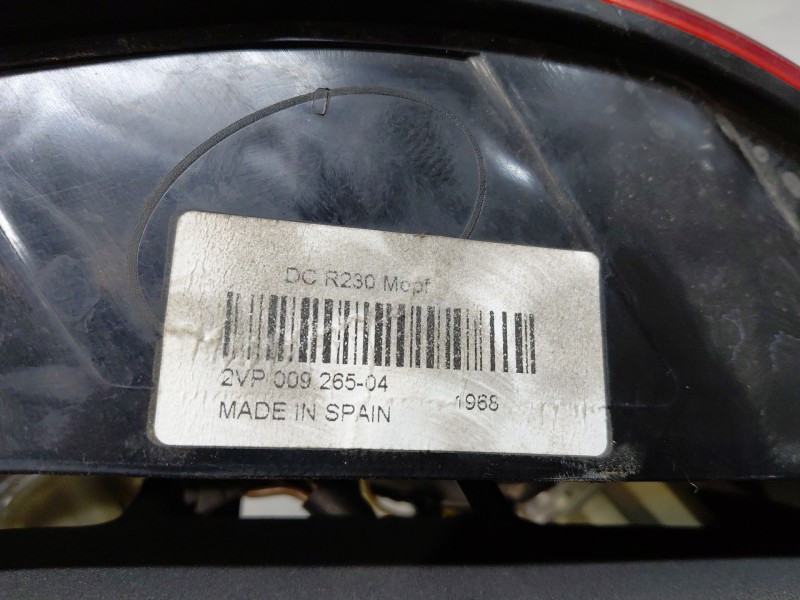 DC R230 Mopf
2VP 009 265-04
1968
MADE IN SPAIN